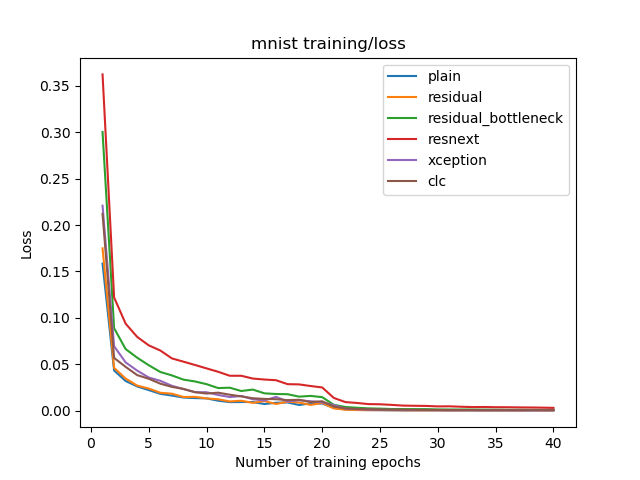 mnist training/loss
plain
residual
residual_bottleneck
resnext
xception
clc
0.35
0.30
0.25
0.20
0.15
0.10
0.05
0.00
Loss
0 5 10 15 20 25 30 35 40
Number of training epochs